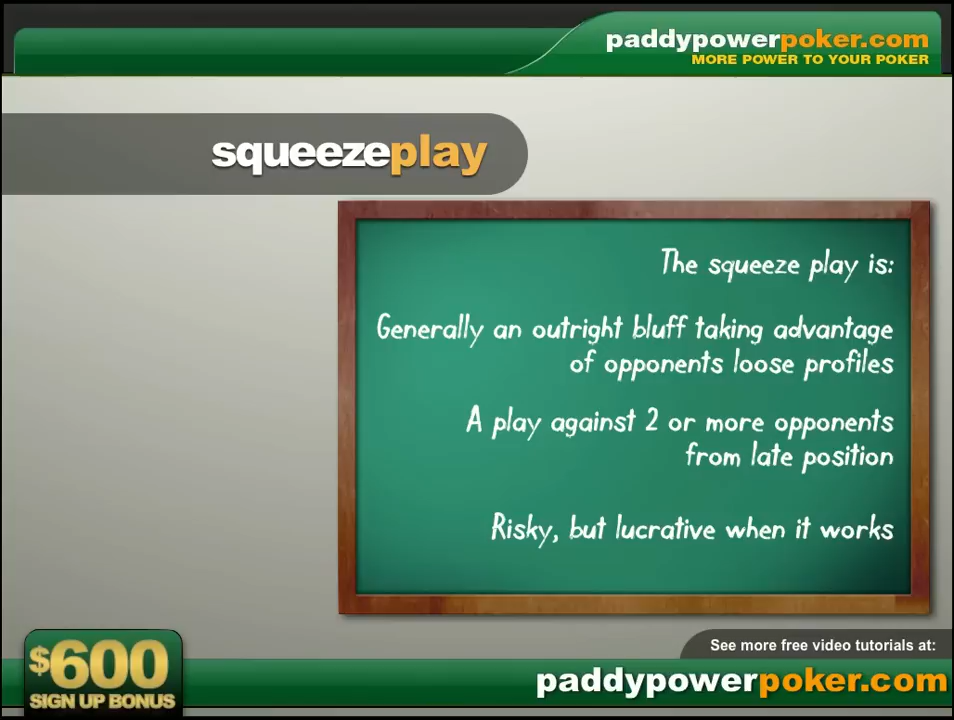 paddypowerpoker.com
MORE POWER TO YOUR POKER
squeezeplay
The squeeze play is:
Generally an outright bluff taking advantage
of opponents loose profiles
A play against 2 or more opponents
from late position
Risky, but lucrative when it works
$600
SIGN UP BONUS
See more free video tutorials at:
paddypowerpoker.com